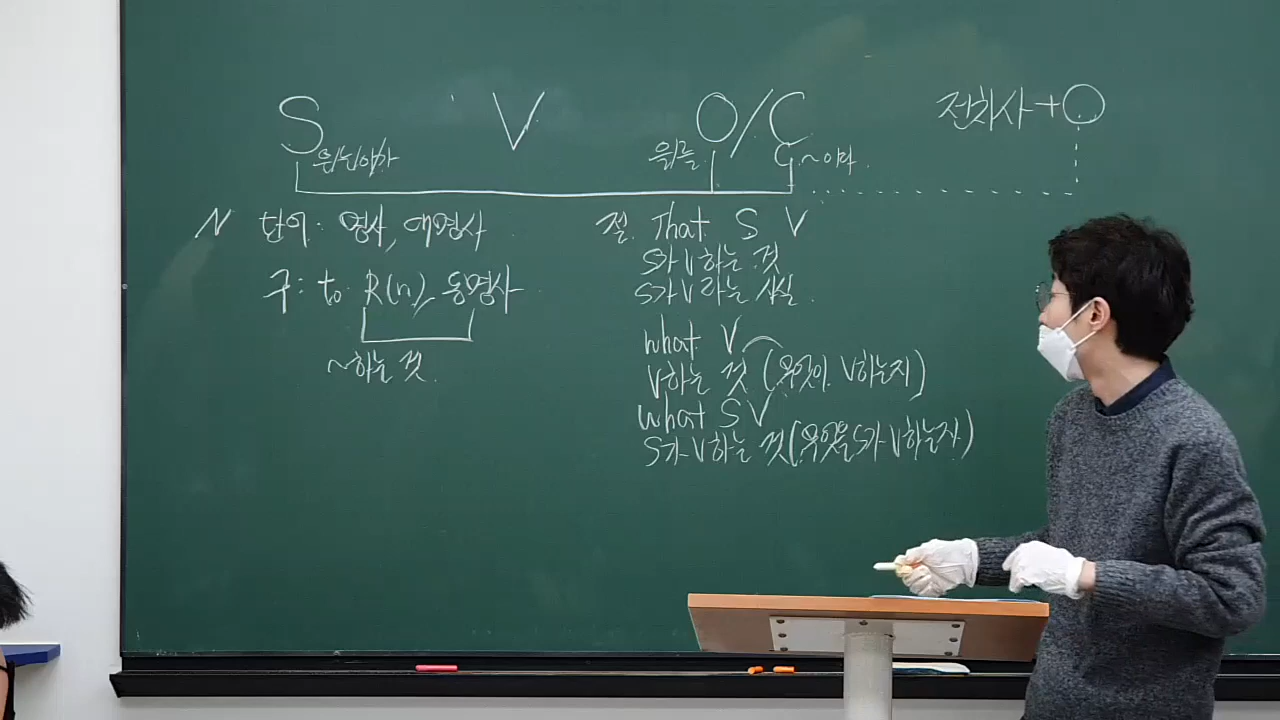 S V O/C 전치사+O
은는이가 을를 C~이다.
N 단어: 명사, 대명사
구: to R(n), 동명사
~하는 것.
절. That S V
S가 V하는 것
S가 V라는 사실.
what V
V하는 것 (무엇이 V하는지)
what S V
S가 V하는 것(무엇을 S가 V하는지)